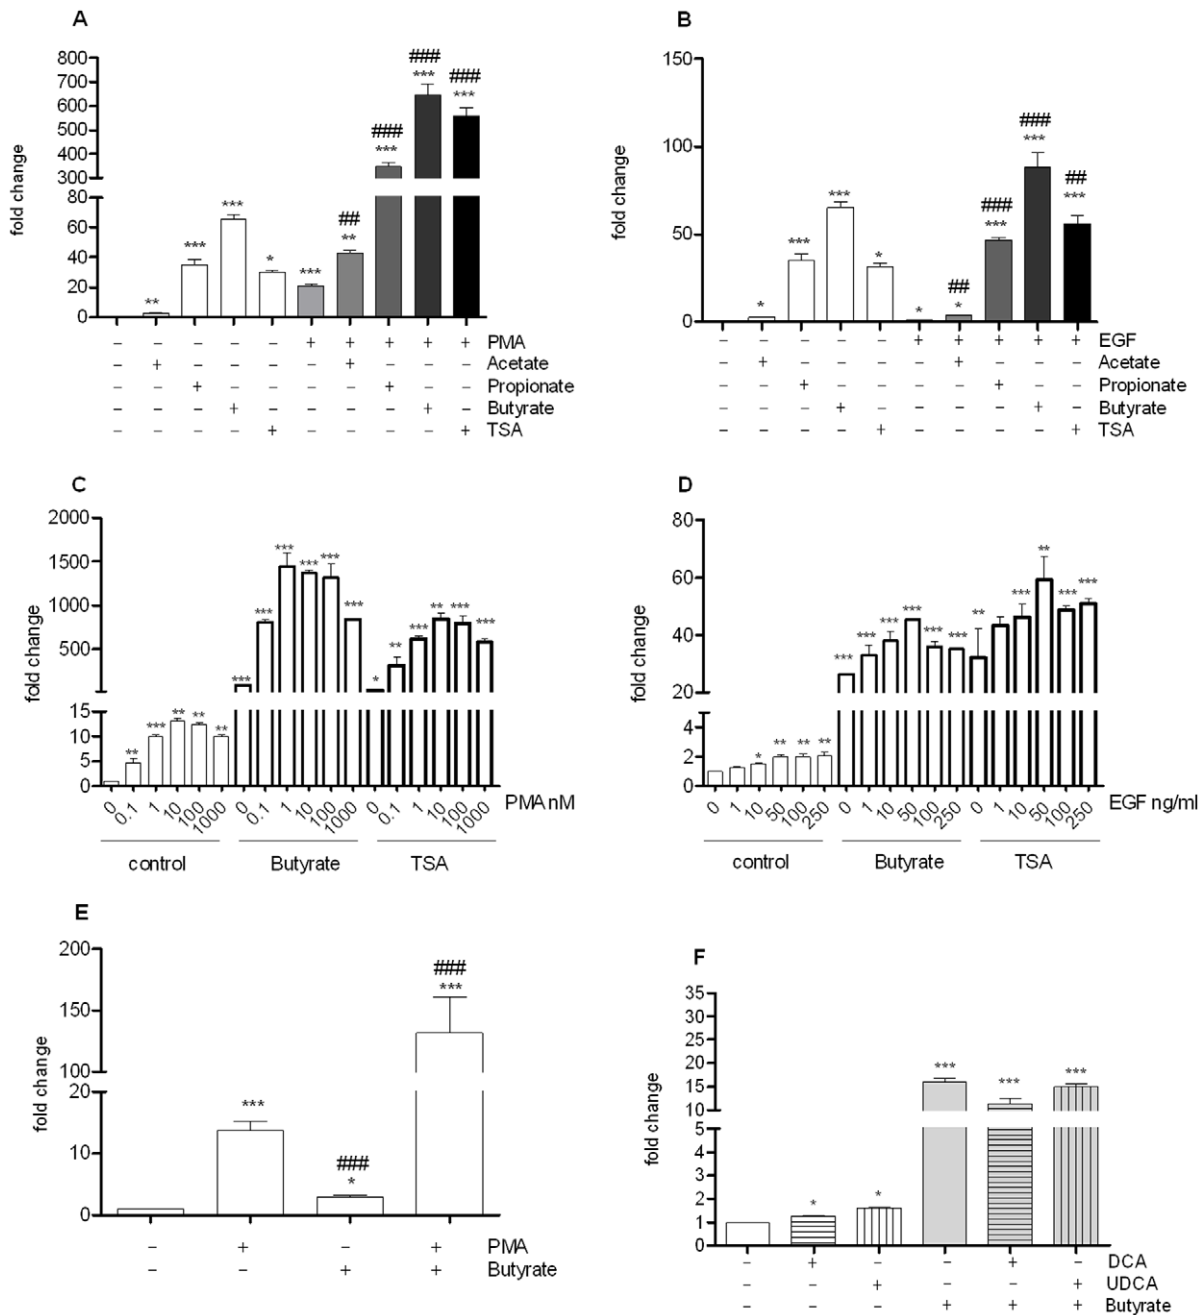 A
fold change
800
700
600
500
400
300
80
60
40
20
0
** *** *** * *** ** *** *** ***
## ### ### ###
– – – – – + + + + + PMA
– + – – – – + – – – Acetate
– – + – – – – + – – Propionate
– – – + – – – – + – Butyrate
– – – – + – – – – + TSA
B
fold change
150
100
50
0
* *** *** * * * *** *** ***
## ### ### ##
– – – – – + + + + + EGF
– + – – – – + – – – Acetate
– – + – – – – + – – Propionate
– – – + – – – – + – Butyrate
– – – – + – – – – + TSA
C
fold change
2000
1500
1000
500
15
10
5
0
** *** ** ** ** *** *** *** *** *** *** * ** *** ** *** ***
0 0.1 1 10 100 1000 0 0.1 1 10 100 1000 0 0.1 1 10 100 1000 PMA nM
control Butyrate TSA
D
fold change
80
60
40
20
4
2
0
* ** ** ** *** *** *** *** *** *** ** *** ** *** ***
0 1 10 50 100 250 0 1 10 50 100 250 0 1 10 50 100 250 EGF ng/ml
control Butyrate TSA
E
fold change
200
150
100
20
10
0
*** * ***
### ###
– + – + PMA
– – + + Butyrate
F
fold change
35
30
25
20
15
10
5
4
3
2
1
0
* * *** *** ***
– + – – + – DCA
– – + – – + UDCA
– – – + + + Butyrate